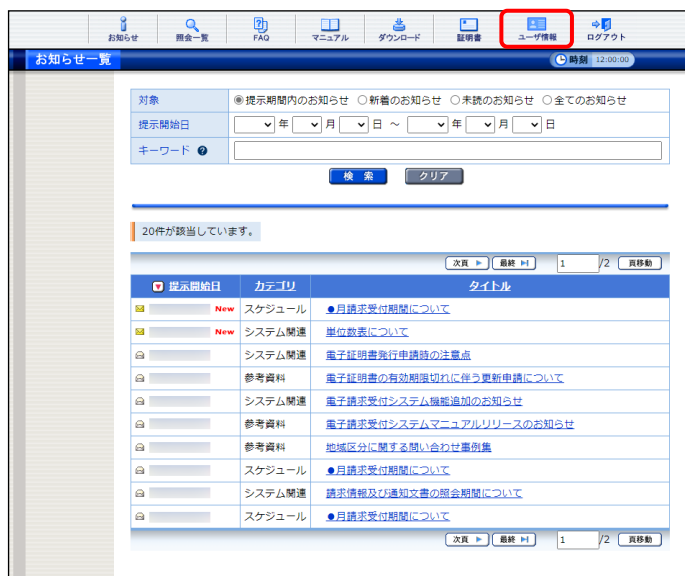 お知らせ 照会一覧 FAQ マニュアル ダウンロード 証明書 ユーザ情報 ログアウト
お知らせ一覧 時刻 12:00:00
対象 提示期間内のお知らせ 新着のお知らせ 未読のお知らせ 全てのお知らせ
提示開始日 年 月 日 ～ 年 月 日
キーワード ?
検 索 クリア
20件が該当しています。
次頁 最終 1 /2 頁移動
提示開始日 カテゴリ タイトル
New スケジュール ●月請求受付期間について
New システム関連 単位数表について
システム関連 電子証明書発行申請時の注意点
参考資料 電子証明書の有効期限切れに伴う更新申請について
システム関連 電子請求受付システム機能追加のお知らせ
参考資料 電子請求受付システムマニュアルリリースのお知らせ
参考資料 地域区分に関する問い合わせ事例集
スケジュール ●月請求受付期間について
システム関連 請求情報及び通知文書の照会期間について
スケジュール ●月請求受付期間について
次頁 最終 1 /2 頁移動